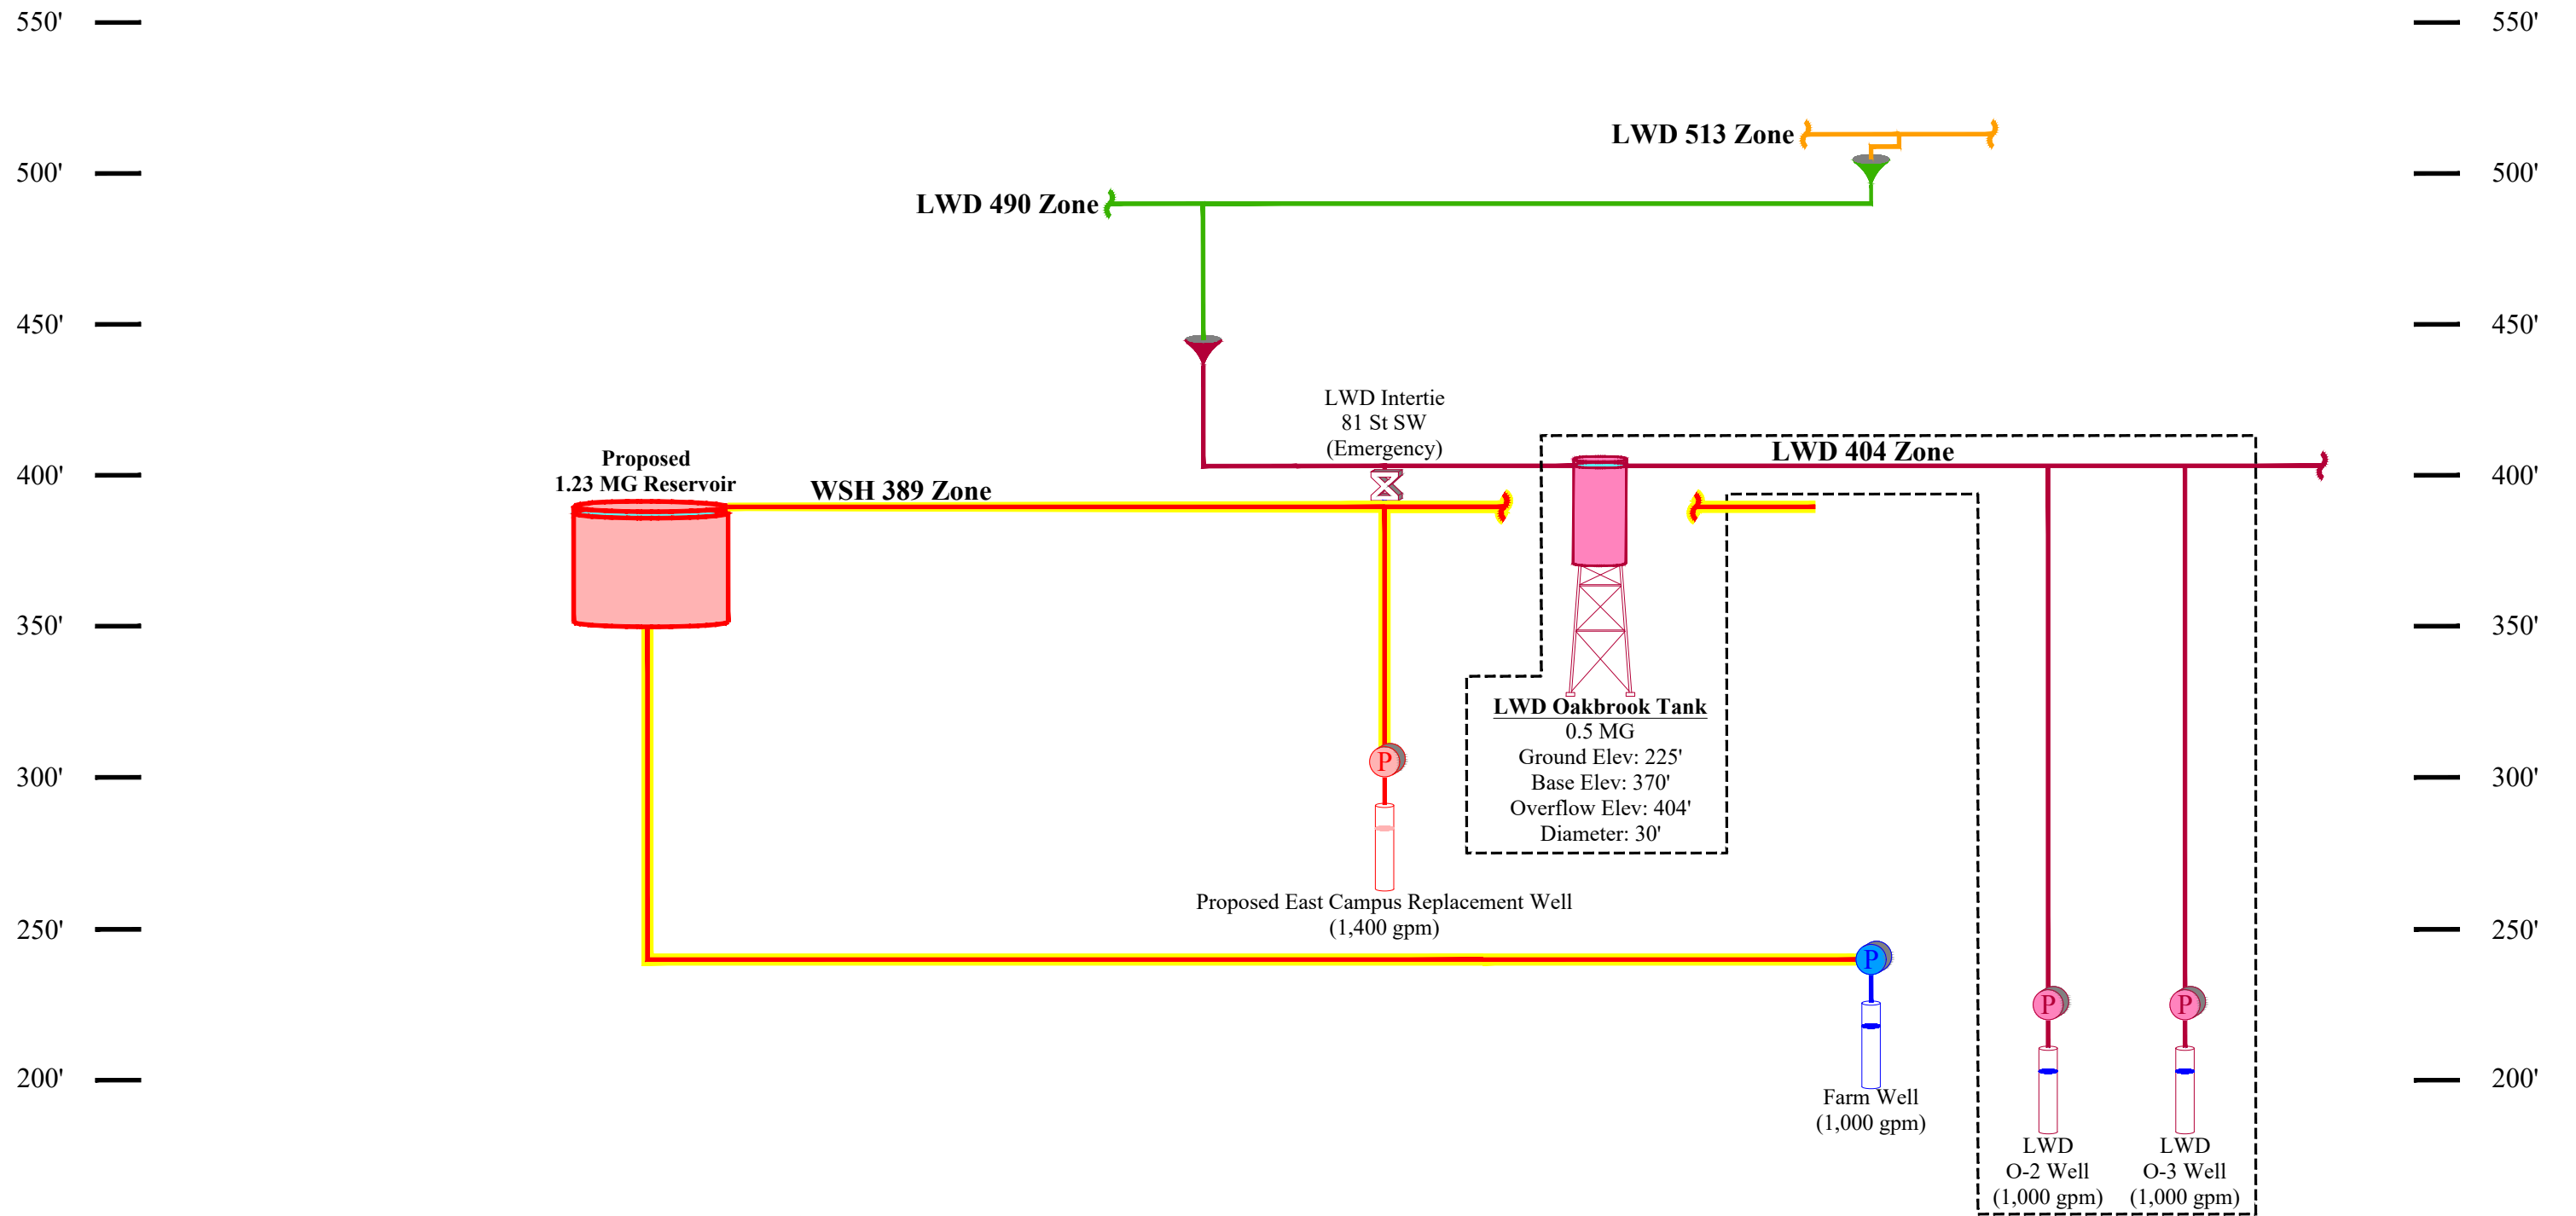 550'
550'
LWD 513 Zone
500'
500'
LWD 490 Zone
450'
450'
LWD Intertie
81 St SW
(Emergency)
LWD 404 Zone
Proposed
1.23 MG Reservoir
400'
400'
WSH 389 Zone
350'
350'
LWD Oakbrook Tank
0.5 MG
Ground Elev: 225'
Base Elev: 370'
Overflow Elev: 404'
Diameter: 30'
P
300'
300'
Proposed East Campus Replacement Well
(1,400 gpm)
250'
250'
P
P
P
200'
200'
Farm Well
(1,000 gpm)
LWD
O-2 Well
(1,000 gpm)
LWD
O-3 Well
(1,000 gpm)